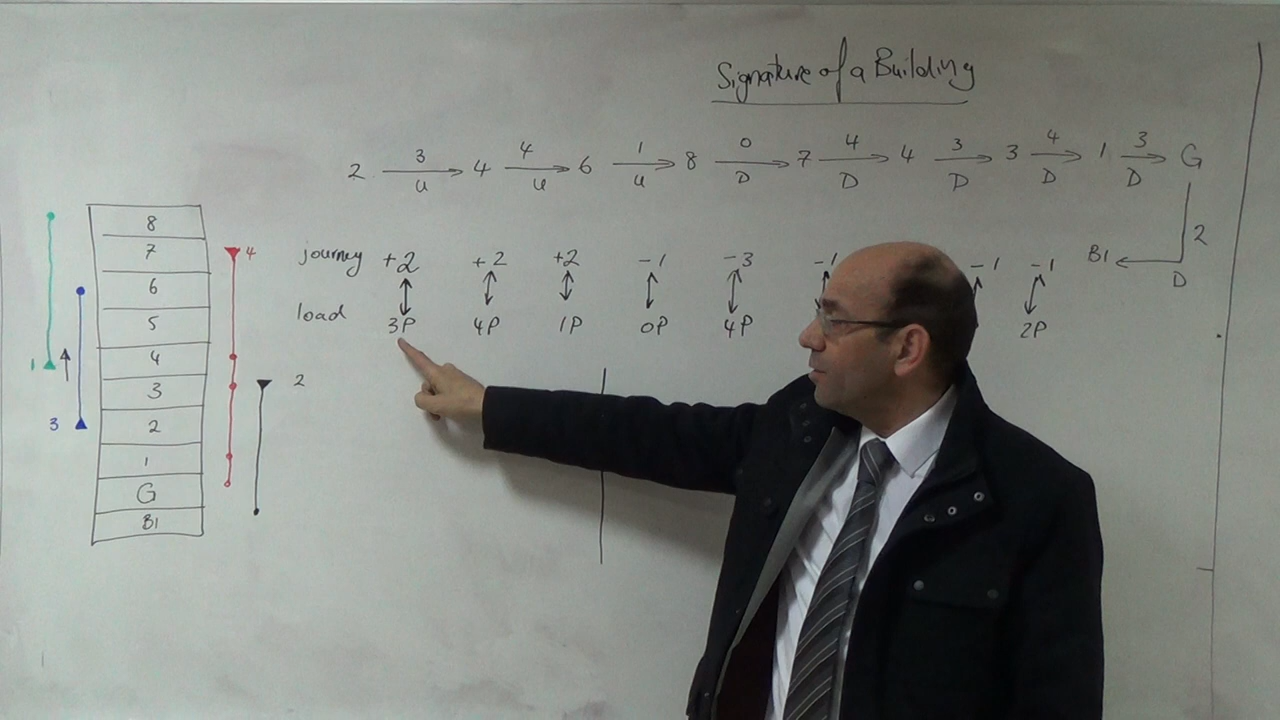 Signature of a Building
2 3 U 4 4 U 6 1 U 8 0 D 7 4 D 4 3 D 3 4 D 1 3 D G
2 D B1
journey +2 +2 +2 -1 -3 -1 -1 -1
load 3P 4P 1P 0P 4P 2P
8
7 4
6
5
1 4
3 2
3 2
1
G
B1